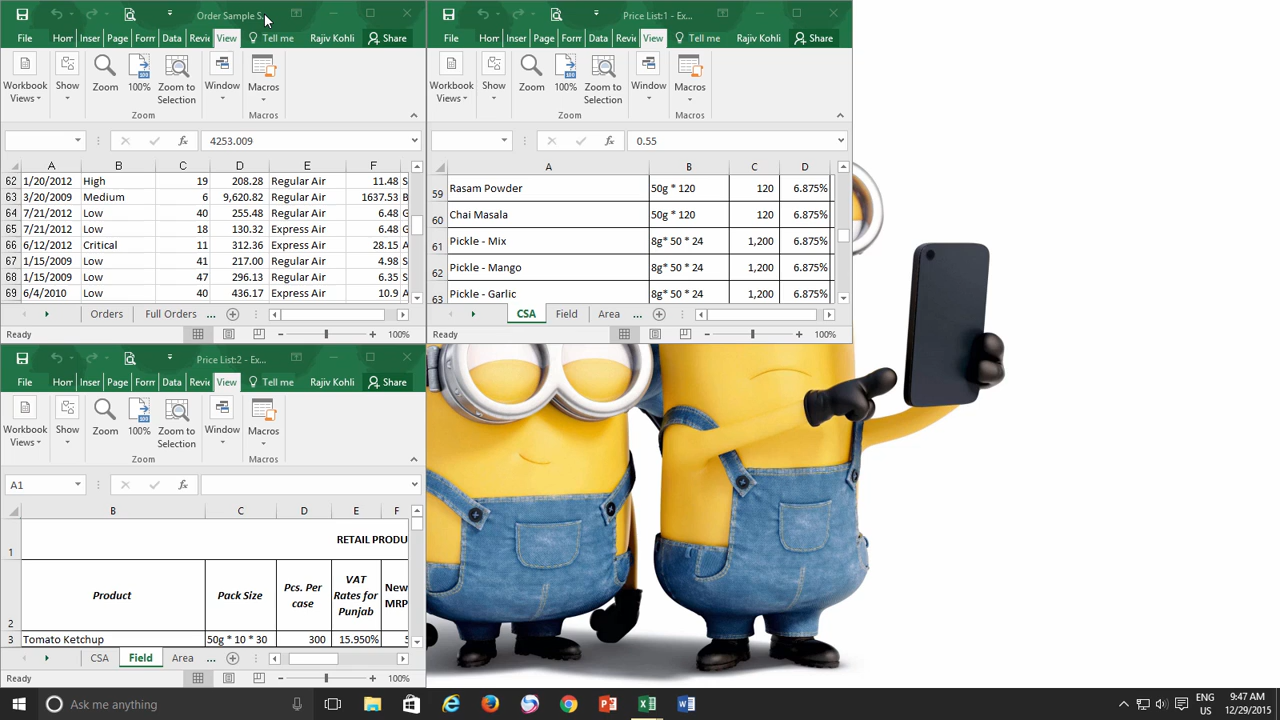 Order Sample S...
File Hom Inser Page Form Data Revie View Tell me Rajiv Kohli Share
Workbook Views Show Zoom 100% Zoom to Selection Window Macros
Zoom Macros
4253.009
A B C D E F
62 1/20/2012 High 19 208.28 Regular Air 11.48 S
63 3/20/2009 Medium 6 9,620.82 Regular Air 1637.53 B
64 7/21/2012 Low 40 255.48 Regular Air 6.48 G
65 7/21/2012 Low 18 130.32 Express Air 6.48 G
66 6/12/2012 Critical 11 312.36 Express Air 28.15 A
67 1/15/2009 Low 41 217.00 Regular Air 4.98 S
68 1/15/2009 Low 47 296.13 Regular Air 6.35 S
69 6/4/2010 Low 40 436.17 Express Air 10.9 A
Orders Full Orders ...
Ready 100%
Price List:1 - Ex...
File Hom Inser Page Form Data Revie View Tell me Rajiv Kohli Share
Workbook Views Show Zoom 100% Zoom to Selection Window Macros
Zoom Macros
0.55
A B C D
59 Rasam Powder 50g * 120 120 6.875%
60 Chai Masala 50g * 120 120 6.875%
61 Pickle - Mix 8g* 50 * 24 1,200 6.875%
62 Pickle - Mango 8g* 50 * 24 1,200 6.875%
63 Pickle - Garlic 8g* 50 * 24 1,200 6.875%
CSA Field Area ...
Ready 100%
Price List:2 - Ex...
File Hom Inser Page Form Data Revie View Tell me Rajiv Kohli Share
Workbook Views Show Zoom 100% Zoom to Selection Window Macros
Zoom Macros
A1
B C D E F
1 RETAIL PRODU
2 Product Pack Size Pcs. Per case VAT Rates for Punjab New MRP
3 Tomato Ketchup 50g * 10 * 30 300 15.950% 5
CSA Field Area ...
Ready 100%
Ask me anything ENG US 9:47 AM 12/29/2015